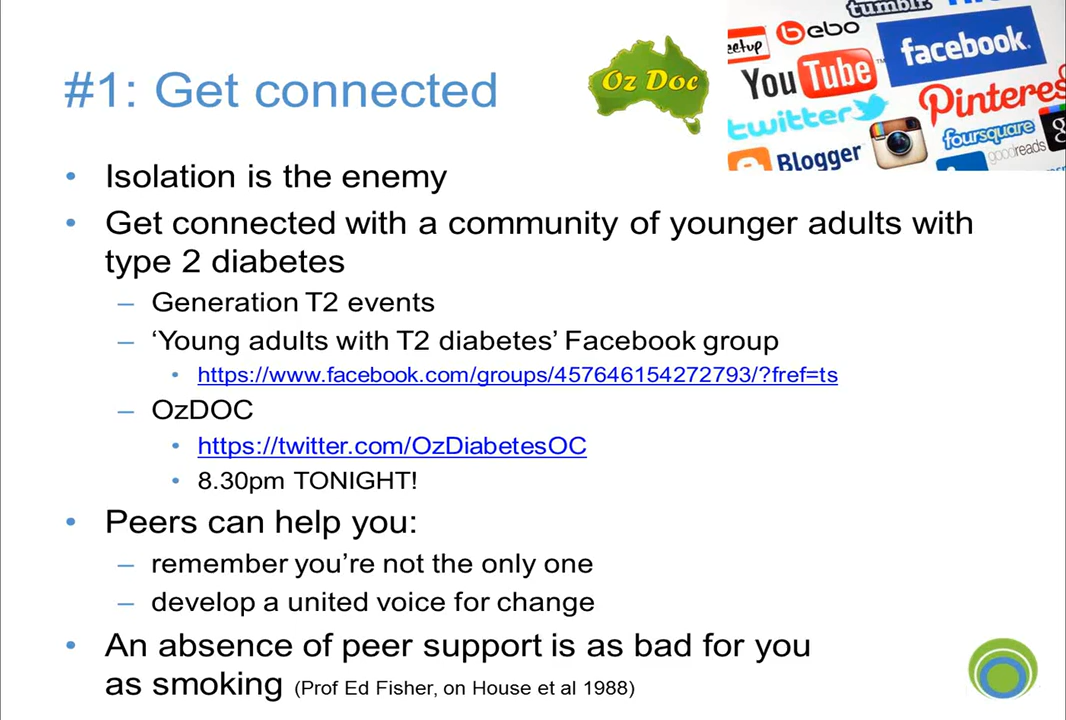 tumblr.
bebo
eetup
facebook.
Oz Doc
YouTube™
Pinteres
twitter
foursquare
goodreads
Blogger
#1: Get connected
• Isolation is the enemy
• Get connected with a community of younger adults with
type 2 diabetes
– Generation T2 events
– ‘Young adults with T2 diabetes’ Facebook group
• https://www.facebook.com/groups/457646154272793/?fref=ts
– OzDOC
• https://twitter.com/OzDiabetesOC
• 8.30pm TONIGHT!
• Peers can help you:
– remember you’re not the only one
– develop a united voice for change
• An absence of peer support is as bad for you
as smoking (Prof Ed Fisher, on House et al 1988)